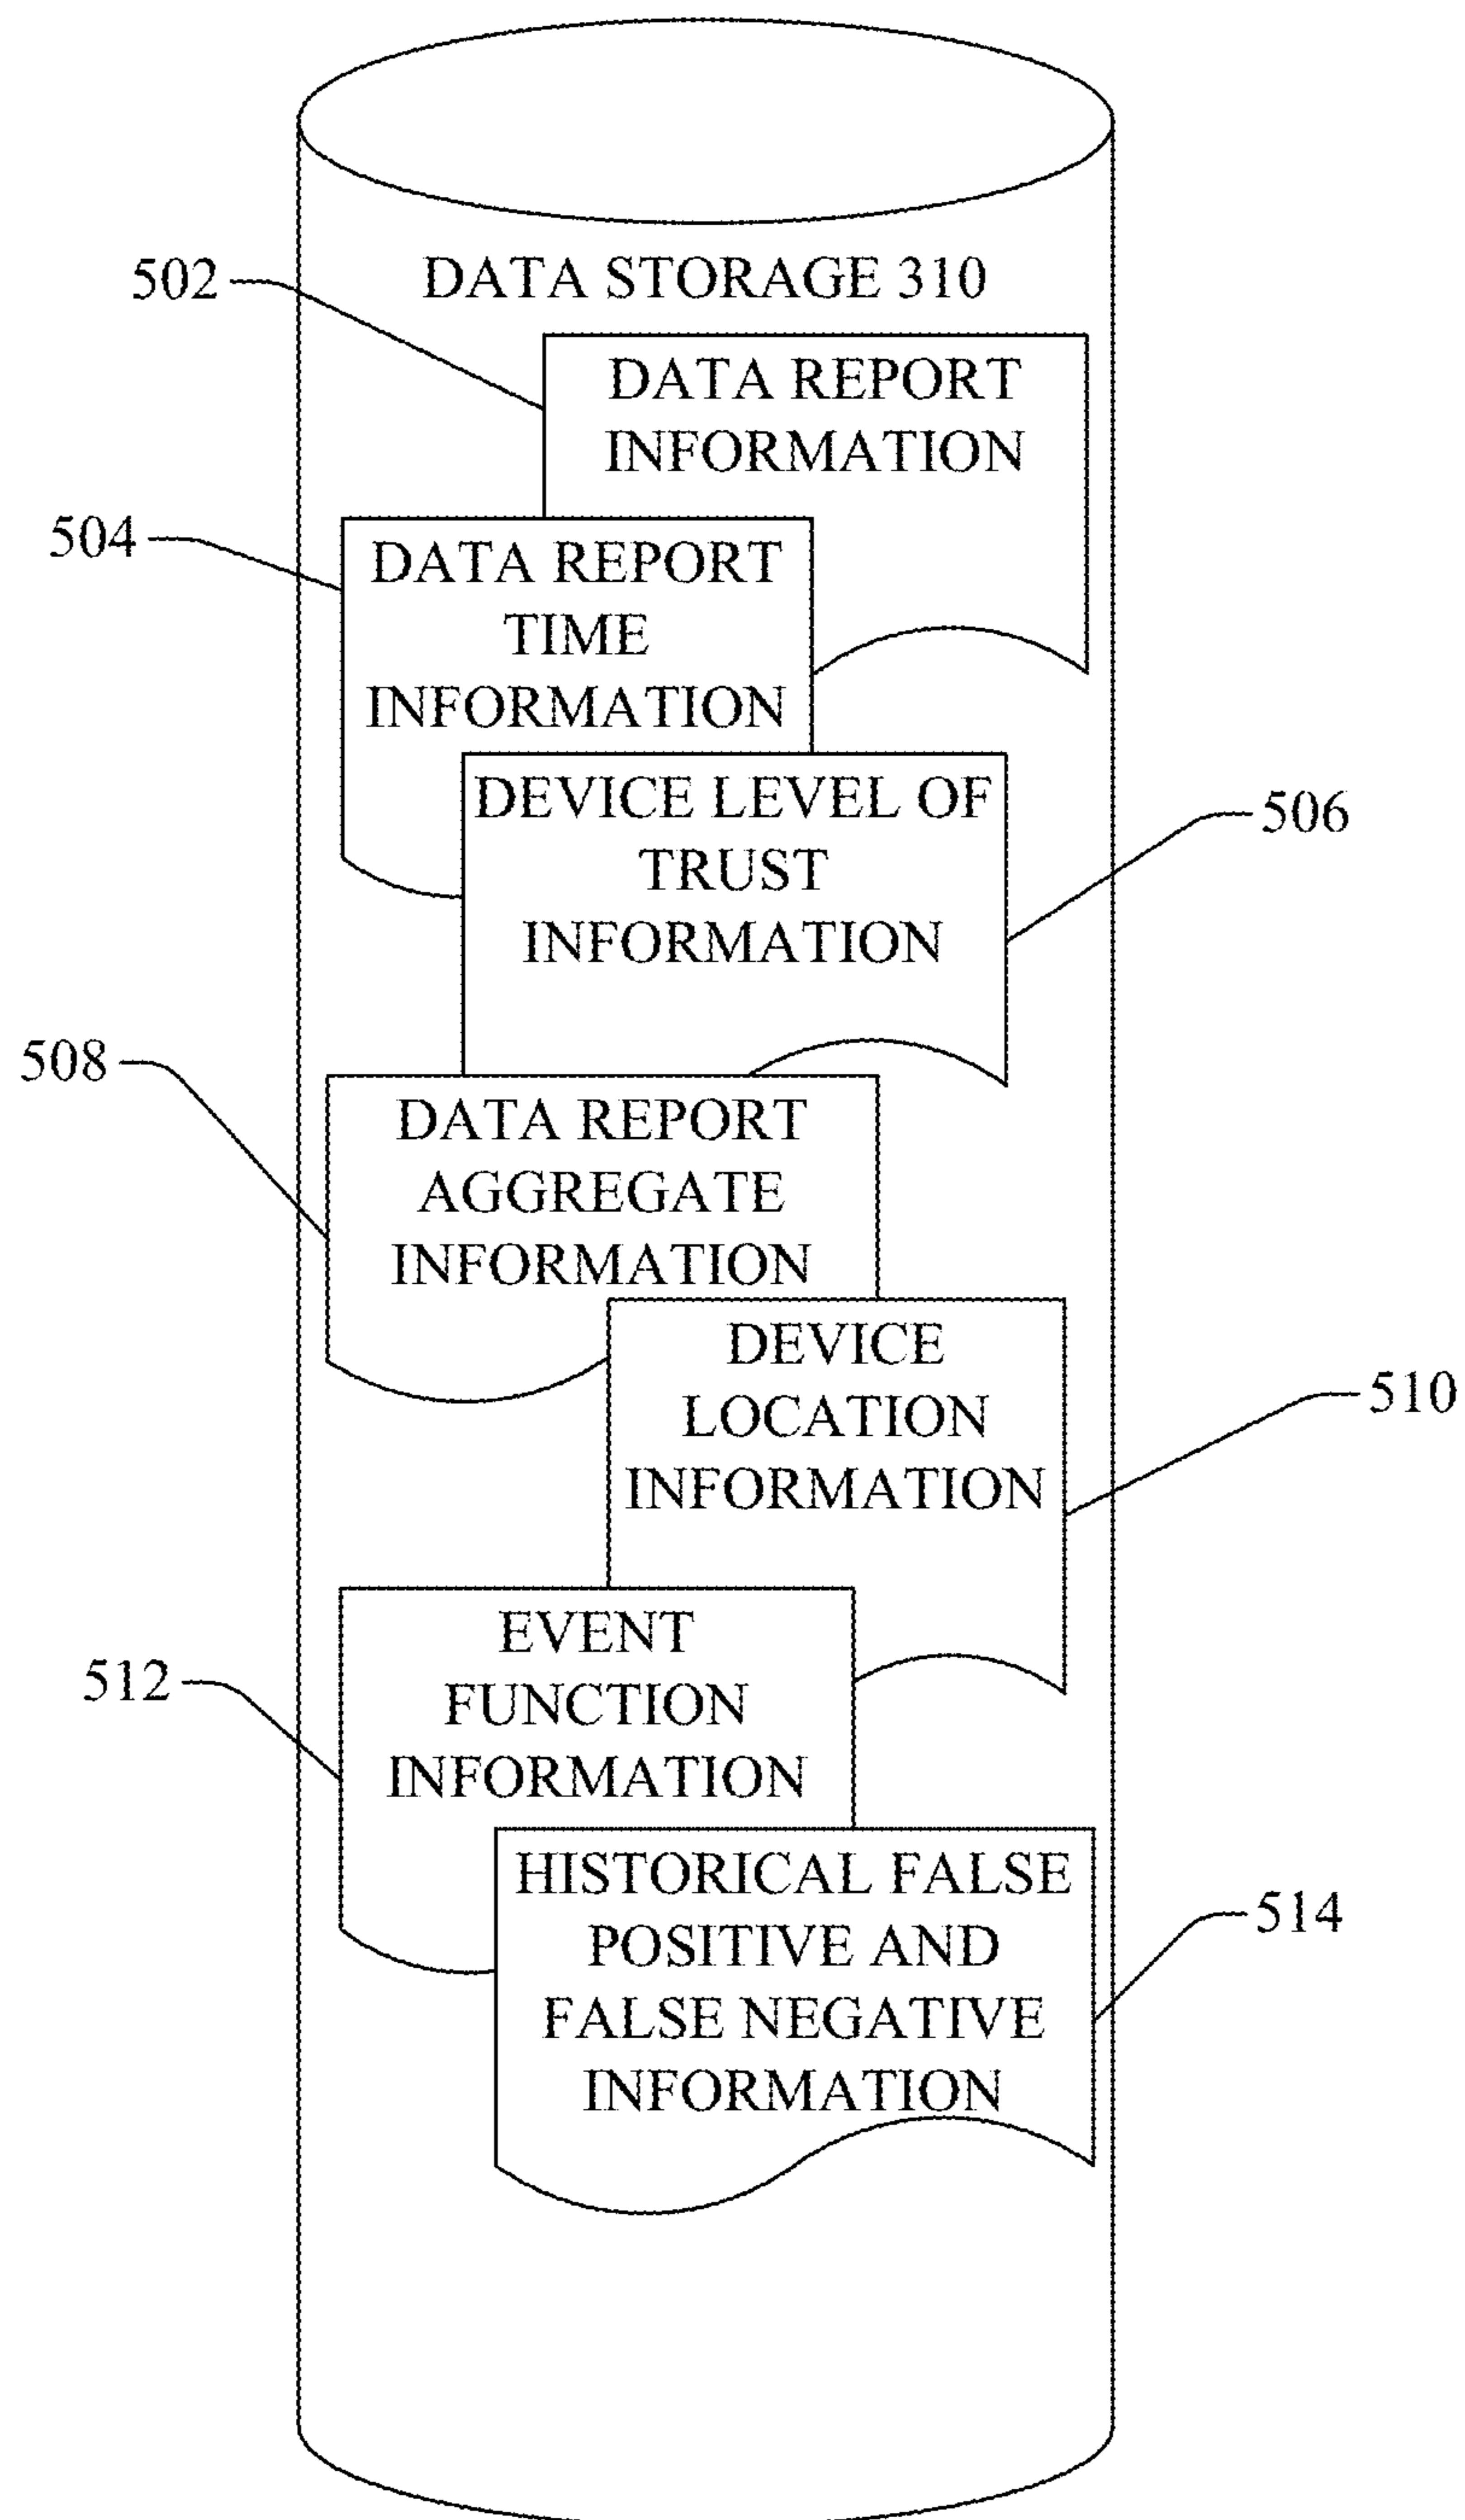 DATA STORAGE 310
502
DATA REPORT
INFORMATION
504
DATA REPORT
TIME
INFORMATION
DEVICE LEVEL OF
TRUST
INFORMATION
506
508
DATA REPORT
AGGREGATE
INFORMATION
DEVICE
LOCATION
INFORMATION
510
EVENT
FUNCTION
INFORMATION
512
HISTORICAL FALSE
POSITIVE AND
FALSE NEGATIVE
INFORMATION
514